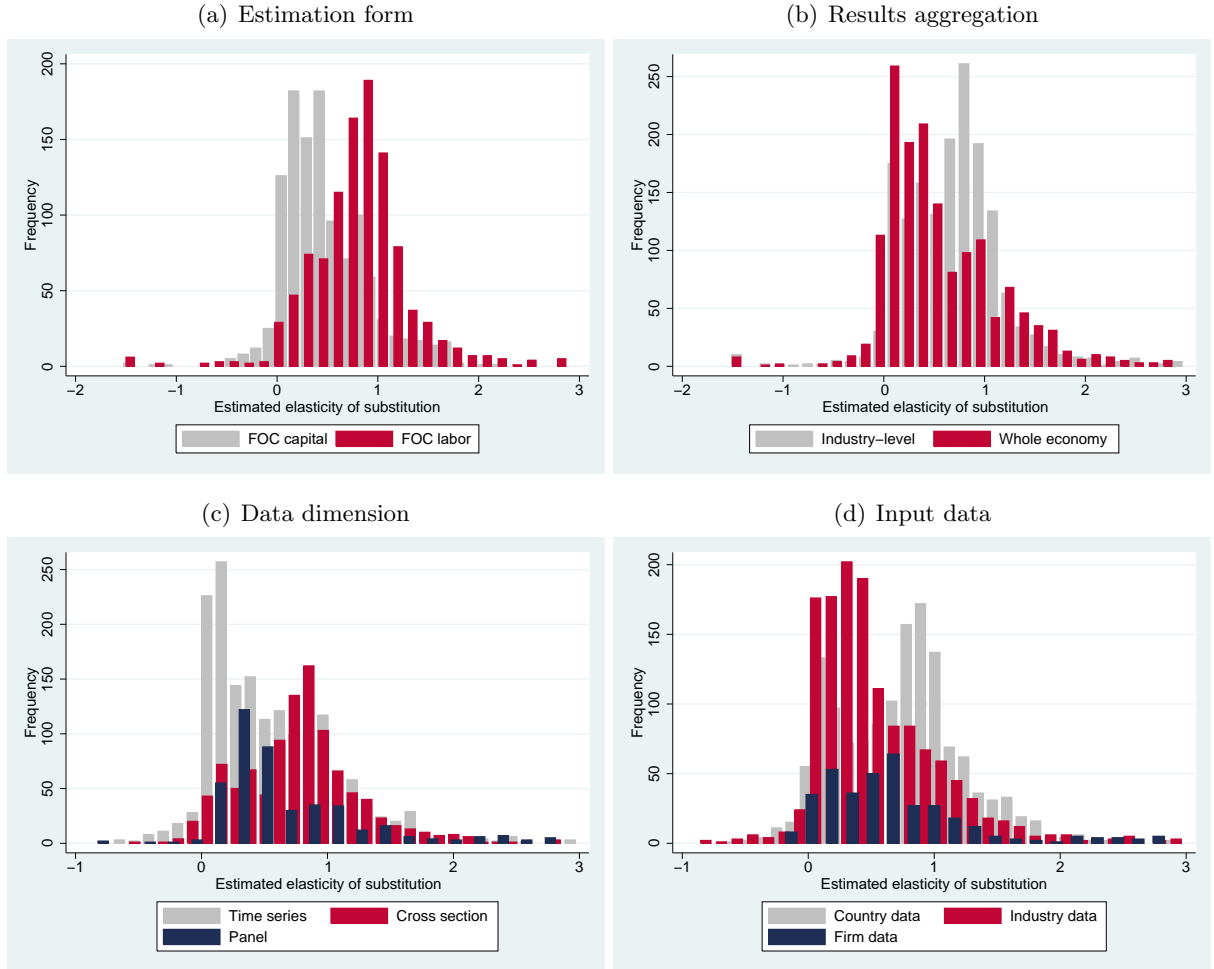 (a) Estimation form
200
150
100
50
0
Frequency
−2 −1 0 1 2 3
Estimated elasticity of substitution
FOC capital FOC labor
(b) Results aggregation
250
200
150
100
50
0
Frequency
−2 −1 0 1 2 3
Estimated elasticity of substitution
Industry−level Whole economy
(c) Data dimension
250
200
150
100
50
0
Frequency
−1 0 1 2 3
Estimated elasticity of substitution
Time series Cross section
Panel
(d) Input data
200
150
100
50
0
Frequency
−1 0 1 2 3
Estimated elasticity of substitution
Country data Industry data
Firm data